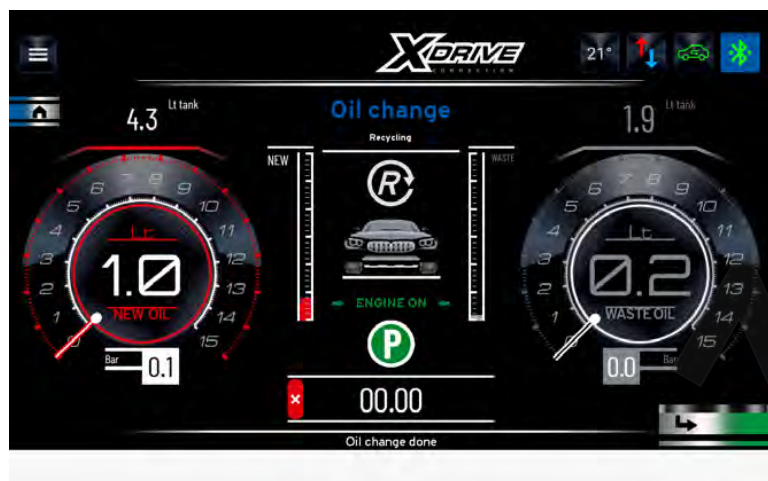 XDRIVE
CONNECTION
21°
4.3 Lt tank
Oil change
Recycling
1.9 Lt tank
NEW
WASTE
R
0 1 2 3 4 5 6 7 8 9 10 11 12 13 14 15
Lt
1.0
NEW OIL
Bar 0.1
ENGINE ON
P
0 1 2 3 4 5 6 7 8 9 10 11 12 13 14 15
Lt
0.2
WASTE OIL
0.0 Bar
00.00
Oil change done